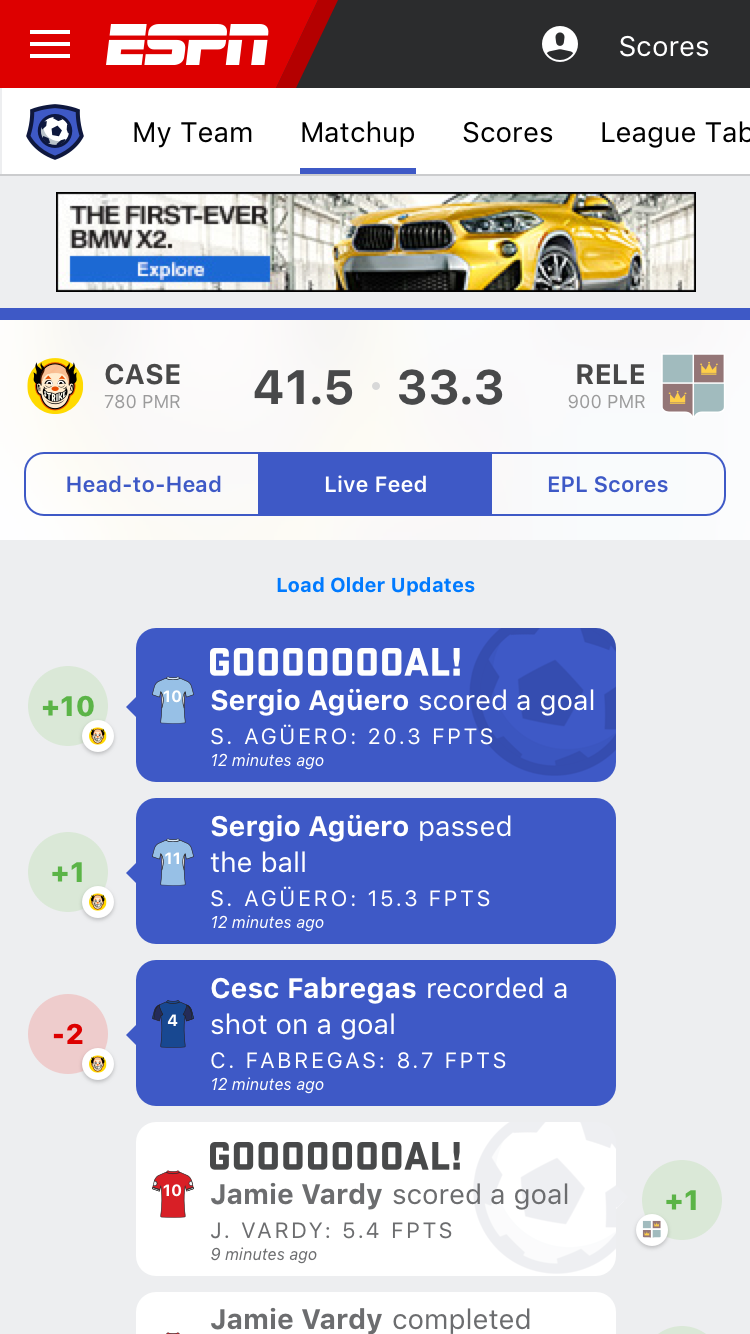 ESPN
Scores
My Team
Matchup
Scores
League Tab
THE FIRST-EVER
BMW X2.
Explore
CASE
780 PMR
41.5 · 33.3
RELE
900 PMR
STRIKE
Head-to-Head
Live Feed
EPL Scores
Load Older Updates
+10
10
GOOOOOOOAL!
Sergio Agüero scored a goal
S. AGÜERO: 20.3 FPTS
12 minutes ago
+1
11
Sergio Agüero passed
the ball
S. AGÜERO: 15.3 FPTS
12 minutes ago
-2
4
Cesc Fabregas recorded a
shot on a goal
C. FABREGAS: 8.7 FPTS
12 minutes ago
10
GOOOOOOOAL!
Jamie Vardy scored a goal
J. VARDY: 5.4 FPTS
9 minutes ago
+1
Jamie Vardy completed